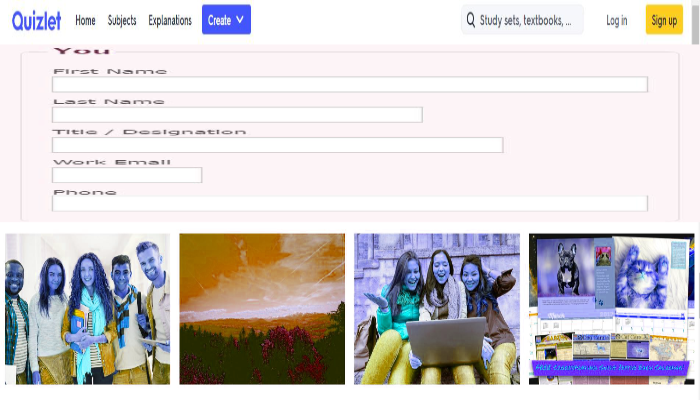 Quizlet Home Subjects Explanations Create Study sets, textbooks, ... Log in Sign up
You
First Name
Last Name
Title / Designation
Work Email
Phone